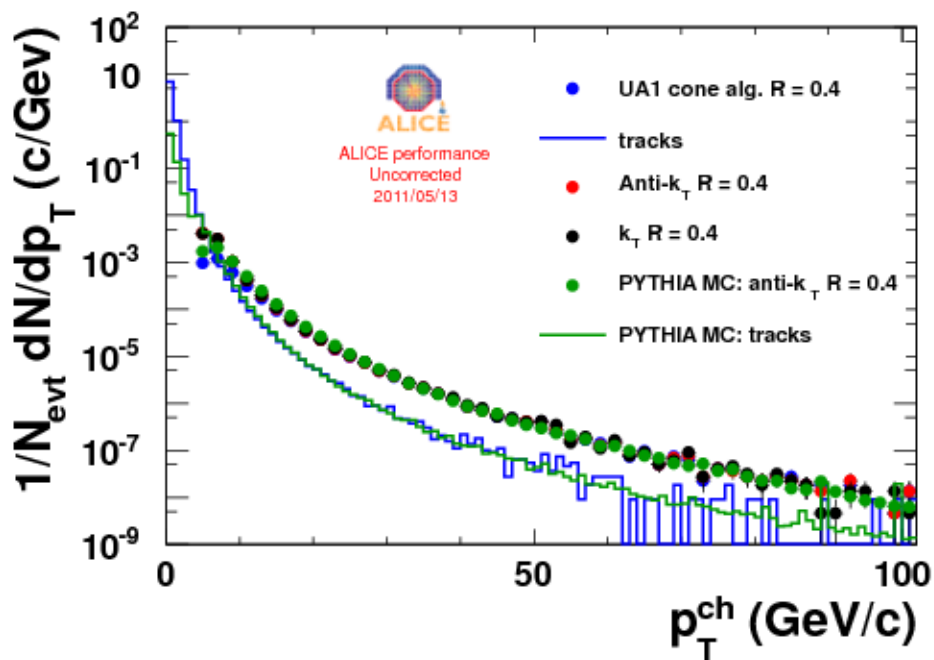 10²
10
10⁻¹
10⁻³
10⁻⁵
10⁻⁷
10⁻⁹
1/N_evt dN/dp_T (c/Gev)
ALICE
ALICE performance
Uncorrected
2011/05/13
UA1 cone alg. R = 0.4
tracks
Anti-k_T R = 0.4
k_T R = 0.4
PYTHIA MC: anti-k_T R = 0.4
PYTHIA MC: tracks
0 50 100
p_T^ch (GeV/c)